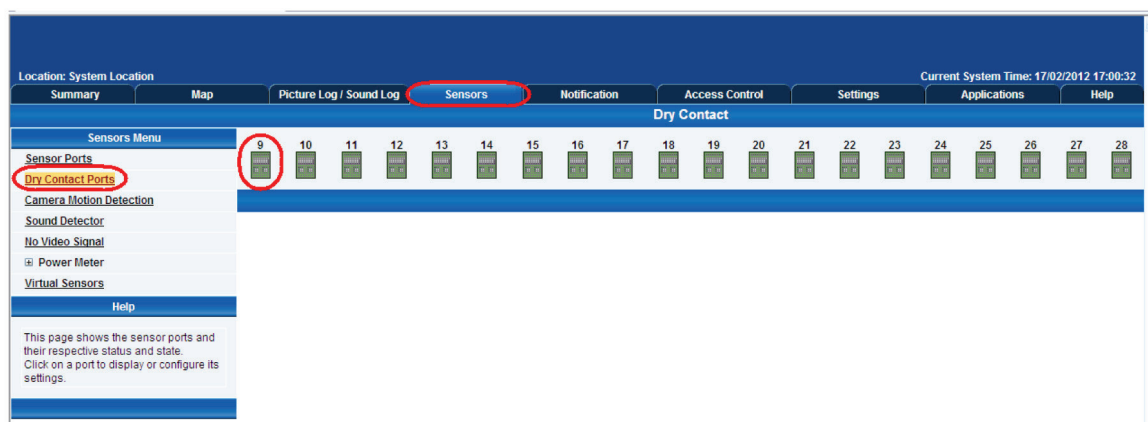 Location: System Location
Current System Time: 17/02/2012 17:00:32
Summary Map Picture Log / Sound Log Sensors Notification Access Control Settings Applications Help
Dry Contact
Sensors Menu
9 10 11 12 13 14 15 16 17 18 19 20 21 22 23 24 25 26 27 28
Sensor Ports
Dry Contact Ports
Camera Motion Detection
Sound Detector
No Video Signal
Power Meter
Virtual Sensors
Help
This page shows the sensor ports and
their respective status and state.
Click on a port to display or configure its
settings.